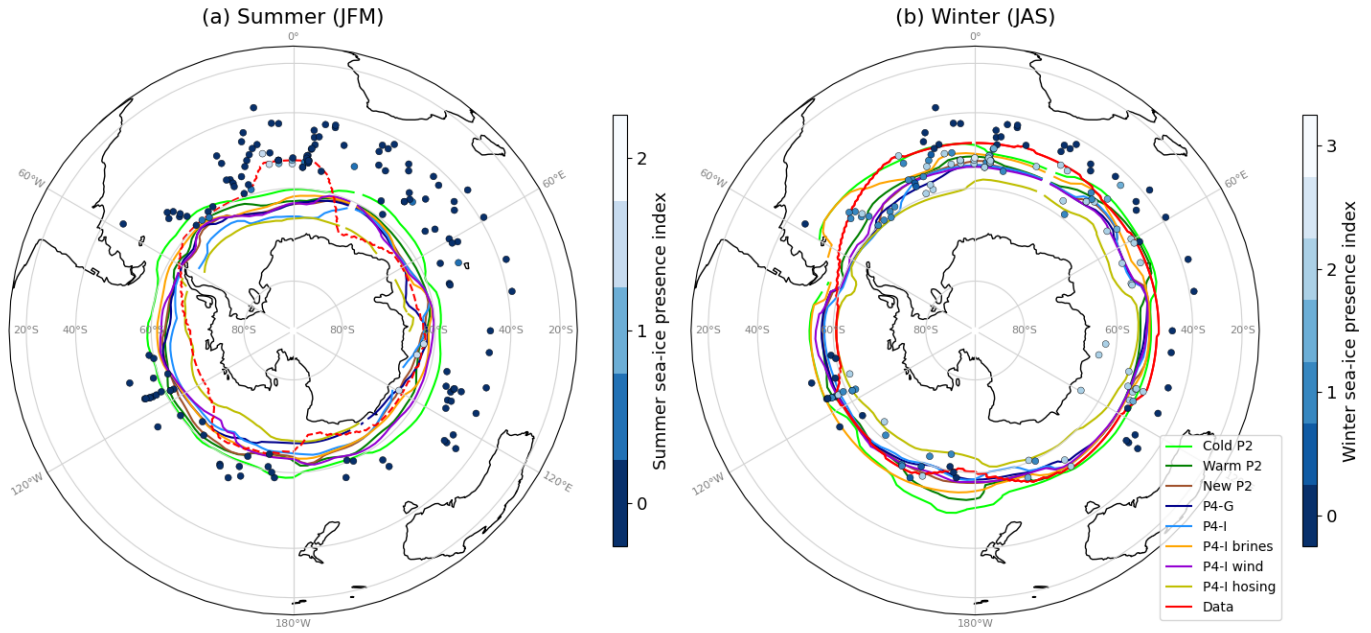 (a) Summer (JFM)
(b) Winter (JAS)
0°
60°E
120°E
180°W
120°W
60°W
20°S
40°S
60°S
80°S
80°S
60°S
40°S
20°S
2
1
0
Summer sea-ice presence index
0°
60°E
120°E
180°W
120°W
60°W
20°S
40°S
60°S
80°S
80°S
60°S
40°S
20°S
3
2
1
0
Winter sea-ice presence index
Cold P2
Warm P2
New P2
P4-G
P4-I
P4-I brines
P4-I wind
P4-I hosing
Data